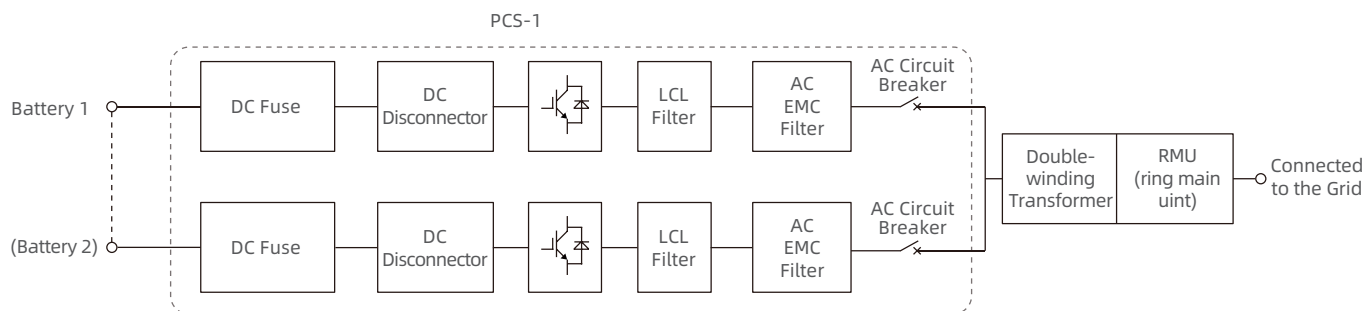 PCS-1
Battery 1
DC Fuse
DC
Disconnector
LCL
Filter
AC
EMC
Filter
AC Circuit
Breaker
(Battery 2)
DC Fuse
DC
Disconnector
LCL
Filter
AC
EMC
Filter
AC Circuit
Breaker
Double-
winding
Transformer
RMU
(ring main
uint)
Connected
to the Grid